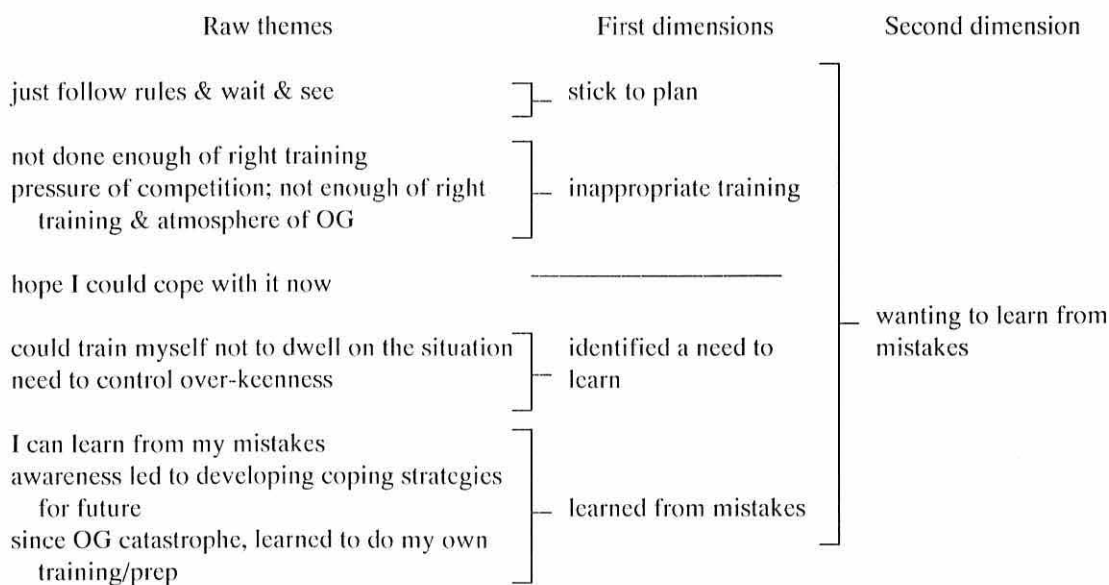 Raw themes First dimensions Second dimension
just follow rules & wait & see stick to plan
not done enough of right training
pressure of competition; not enough of right inappropriate training
training & atmosphere of OG
hope I could cope with it now
wanting to learn from
mistakes
could train myself not to dwell on the situation identified a need to
need to control over-keenness learn
I can learn from my mistakes
awareness led to developing coping strategies
for future learned from mistakes
since OG catastrophe, learned to do my own
training/prep